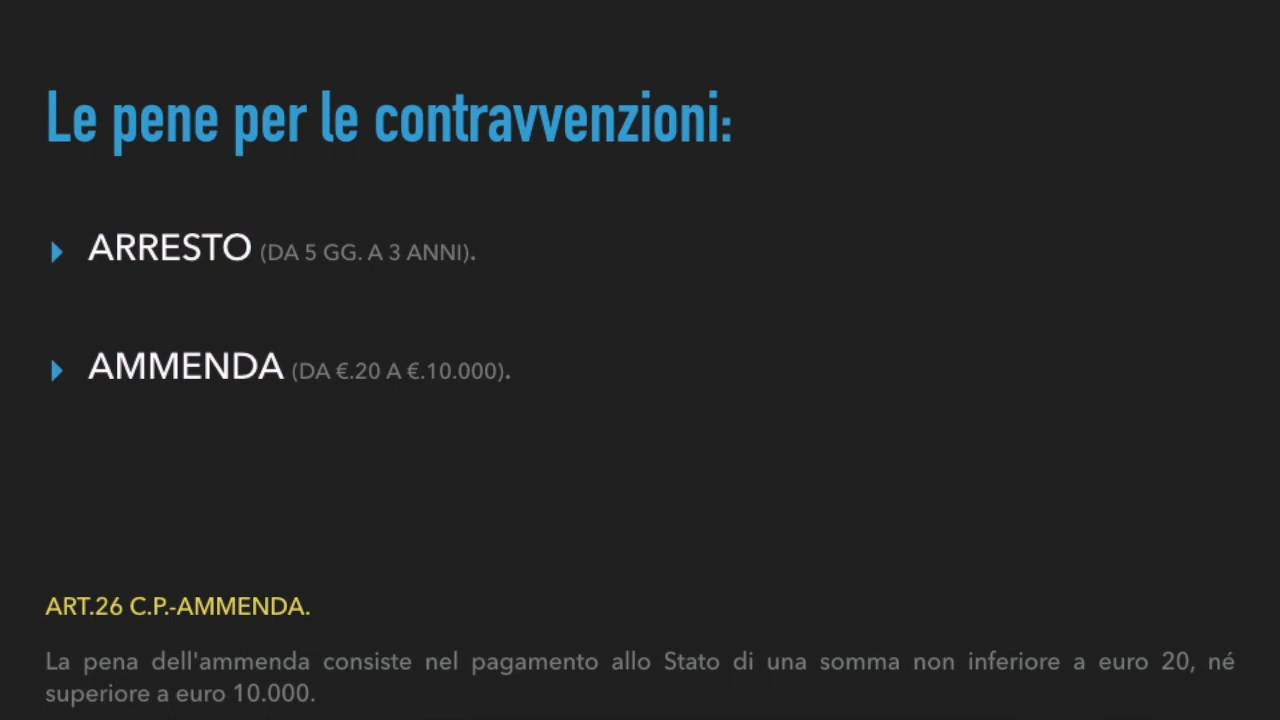 Le pene per le contravvenzioni:
ARRESTO (DA 5 GG. A 3 ANNI).
AMMENDA (DA €.20 A €.10.000).
ART.26 C.P.-AMMENDA.
La pena dell'ammenda consiste nel pagamento allo Stato di una somma non inferiore a euro 20, né
superiore a euro 10.000.